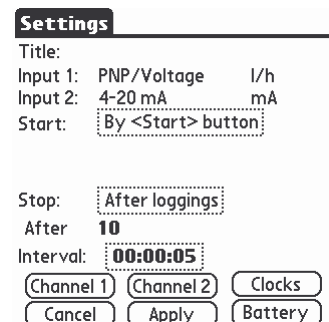 Settings
Title:
Input 1: PNP/Voltage l/h
Input 2: 4-20 mA mA
Start: By <Start> button
Stop: After loggings
After 10
Interval: 00:00:05
Channel 1 Channel 2 Clocks
Cancel Apply Battery